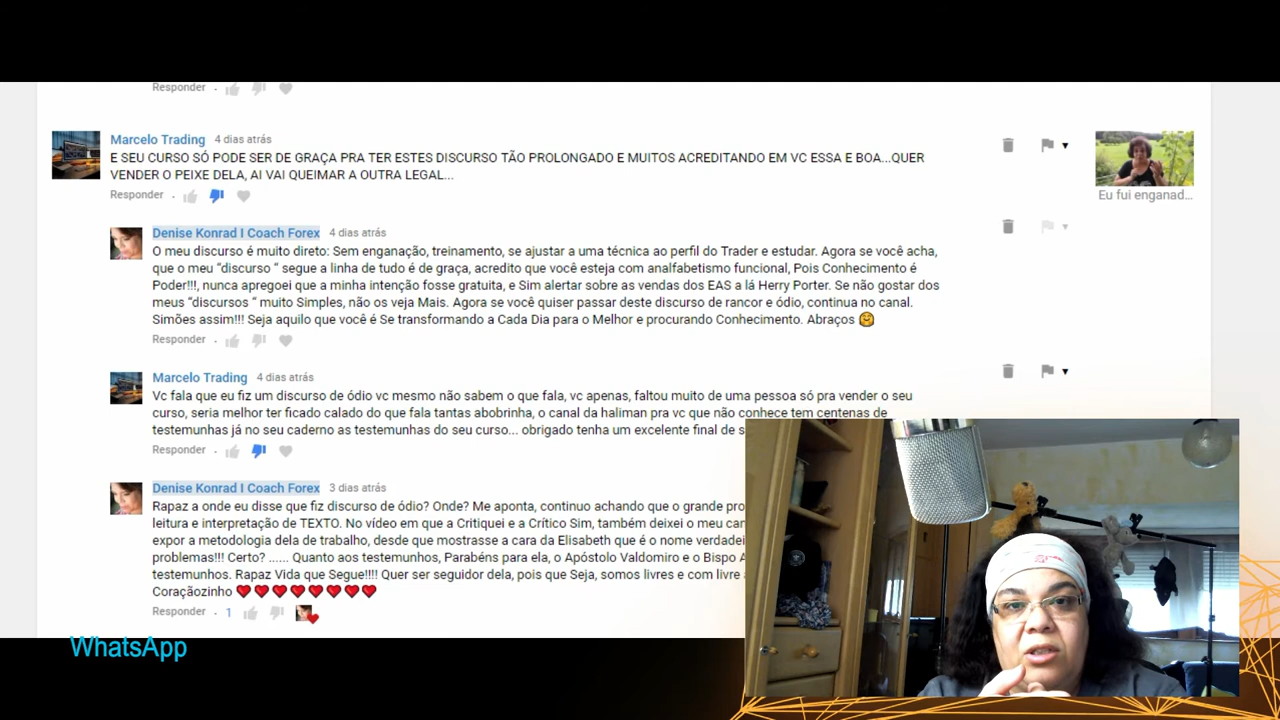 Responder
Marcelo Trading 4 dias atrás
E SEU CURSO SÓ PODE SER DE GRAÇA PRA TER ESTES DISCURSO TÃO PROLONGADO E MUITOS ACREDITANDO EM VC ESSA E BOA...QUER
VENDER O PEIXE DELA, AI VAI QUEIMAR A OUTRA LEGAL...
Responder
Eu fui enganad...
Denise Konrad I Coach Forex 4 dias atrás
O meu discurso é muito direto: Sem enganação, treinamento, se ajustar a uma técnica ao perfil do Trader e estudar. Agora se você acha,
que o meu “discurso “ segue a linha de tudo é de graça, acredito que você esteja com analfabetismo funcional, Pois Conhecimento é
Poder!!!, nunca apregoei que a minha intenção fosse gratuita, e Sim alertar sobre as vendas dos EAS a lá Herry Porter. Se não gostar dos
meus “discursos “ muito Simples, não os veja Mais. Agora se você quiser passar deste discurso de rancor e ódio, continua no canal.
Simões assim!!! Seja aquilo que você é Se transformando a Cada Dia para o Melhor e procurando Conhecimento. Abraços
Responder
Marcelo Trading 4 dias atrás
Vc fala que eu fiz um discurso de ódio vc mesmo não sabem o que fala, vc apenas, faltou muito de uma pessoa só pra vender o seu
curso, seria melhor ter ficado calado do que fala tantas abobrinha, o canal da haliman pra vc que não conhece tem centenas de
testemunhas já no seu caderno as testemunhas do seu curso... obrigado tenha um excelente final de s
Responder
Denise Konrad I Coach Forex 3 dias atrás
Rapaz a onde eu disse que fiz discurso de ódio? Onde? Me aponta, continuo achando que o grande pro
leitura e interpretação de TEXTO. No vídeo em que a Critiquei e a Crítico Sim, também deixei o meu can
expor a metodologia dela de trabalho, desde que mostrasse a cara da Elisabeth que é o nome verdadei
problemas!!! Certo? ...... Quanto aos testemunhos, Parabéns para ela, o Apóstolo Valdomiro e o Bispo
testemunhos. Rapaz Vida que Segue!!!! Quer ser seguidor dela, pois que Seja, somos livres e com livre
Coraçãozinho
Responder 1
WhatsApp